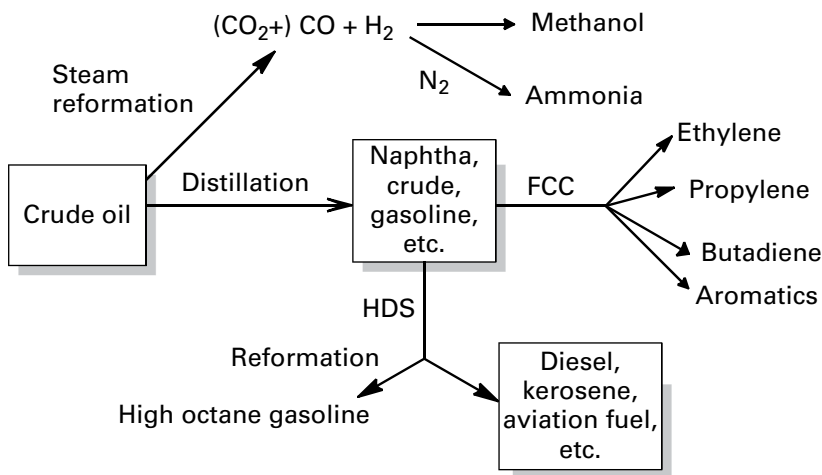 (CO₂+) CO + H₂
Methanol
Steam
reformation
N₂
Ammonia
Ethylene
Crude oil
Distillation
Naphtha,
crude,
gasoline,
etc.
FCC
Propylene
Butadiene
Aromatics
HDS
Reformation
High octane gasoline
Diesel,
kerosene,
aviation fuel,
etc.